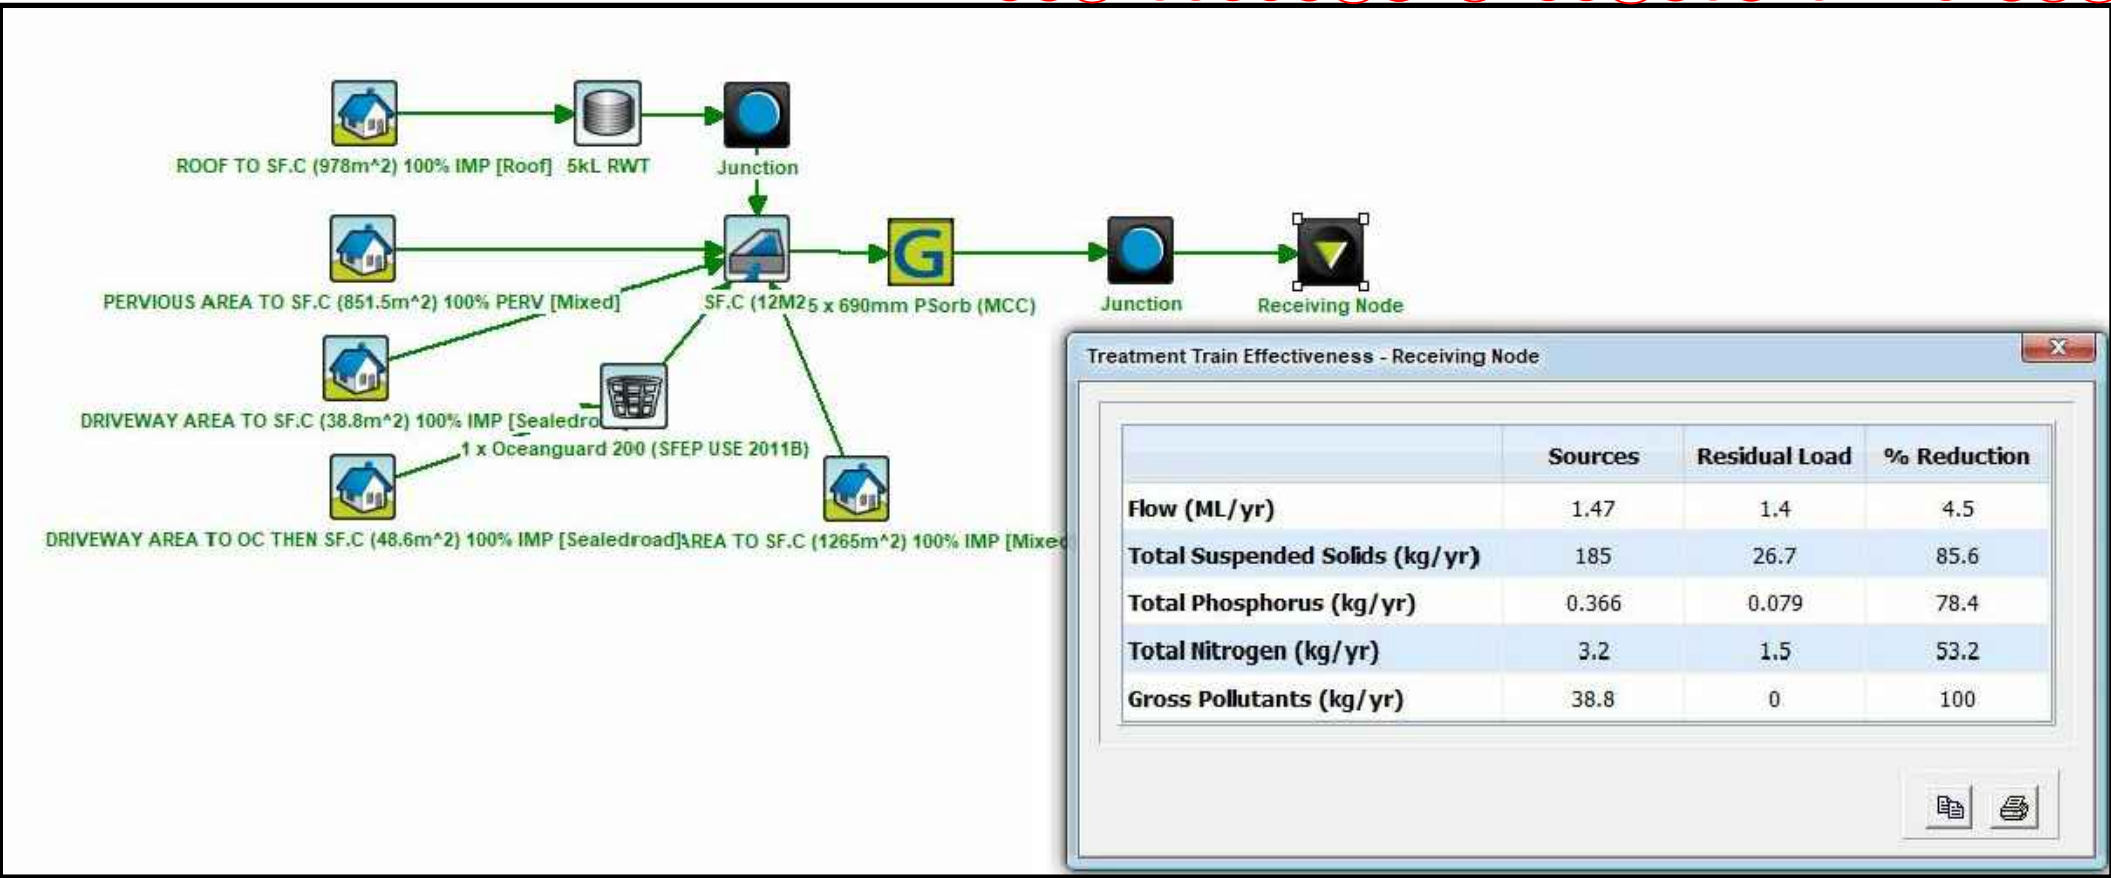 ROOF TO SF.C (978m^2) 100% IMP [Roof]
5kL RWT
Junction
PERVIOUS AREA TO SF.C (851.5m^2) 100% PERV [Mixed]
SF.C (12M2
5 x 690mm PSorb (MCC)
Junction
Receiving Node
DRIVEWAY AREA TO SF.C (38.8m^2) 100% IMP [Sealedro
1 x Oceanguard 200 (SFEP USE 2011B)
DRIVEWAY AREA TO OC THEN SF.C (48.6m^2) 100% IMP [Sealedroad]
AREA TO SF.C (1265m^2) 100% IMP [Mixed
G
Treatment Train Effectiveness - Receiving Node
Sources Residual Load % Reduction
Flow (ML/yr) 1.47 1.4 4.5
Total Suspended Solids (kg/yr) 185 26.7 85.6
Total Phosphorus (kg/yr) 0.366 0.079 78.4
Total Nitrogen (kg/yr) 3.2 1.5 53.2
Gross Pollutants (kg/yr) 38.8 0 100